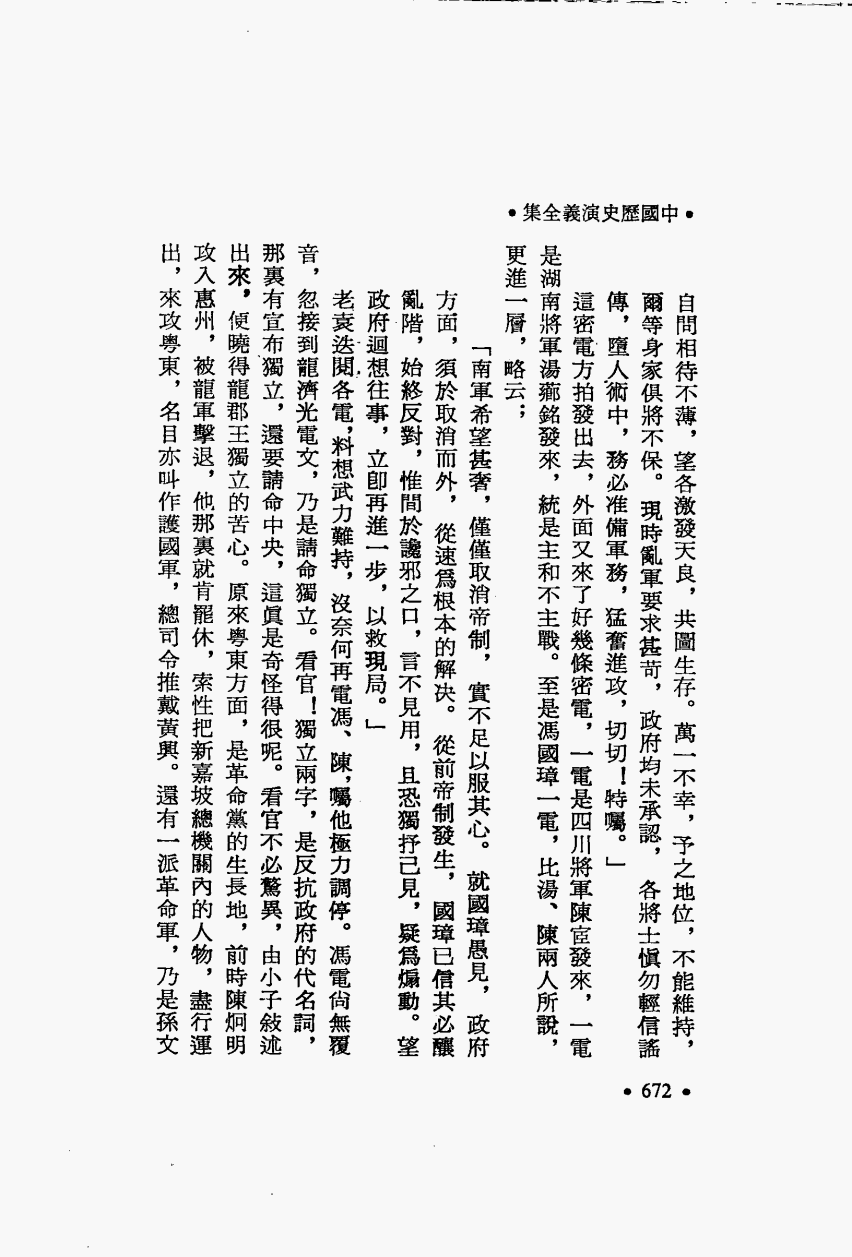 •中國歷史演義全集•
自問相待不薄，望各激發天良，共圖生存。萬一不幸，予之地位，不能維持，
爾等身家俱將不保。現時亂軍要求甚苛，政府均未承認，各將士愼勿輕信謠
傳，墮人術中，務必准備軍務，猛奮進攻，切切！特囑。」
這密電方拍發出去，外面又來了好幾條密電，一電是四川將軍陳宧發來，一電
是湖南將軍湯薌銘發來，統是主和不主戰。至是馮國璋一電，比湯、陳兩人所說，
更進一層，略云；
「南軍希望甚奢，僅僅取消帝制，實不足以服其心。就國璋愚見，政府
方面，須於取消而外，從速爲根本的解決。從前帝制發生，國璋已信其必釀
亂階，始終反對，惟間於讒邪之口，言不見用，且恐獨抒己見，疑爲煽動。望
政府迴想往事，立卽再進一步，以救現局。」
老袁迭閱各電，料想武力難持，沒奈何再電馮、陳，囑他極力調停。馮電尙無覆
音，忽接到龍濟光電文，乃是請命獨立。看官！獨立兩字，是反抗政府的代名詞，
那裏有宣布獨立，還要請命中央，這眞是奇怪得很呢。看官不必驚異，由小子敍述
出來，便曉得龍郡王獨立的苦心。原來粵東方面，是革命黨的生長地，前時陳炯明
攻入惠州，被龍軍擊退，他那裏就肯罷休，索性把新嘉坡總機關內的人物，盡行運
出，來攻粵東，名目亦叫作護國軍，總司令推戴黃興。還有一派革命軍，乃是孫文
•672•